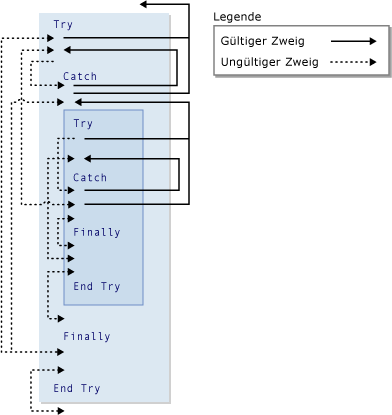 Legende
Gültiger Zweig
Ungültiger Zweig
Try
Catch
Try
Catch
Finally
End Try
Finally
End Try